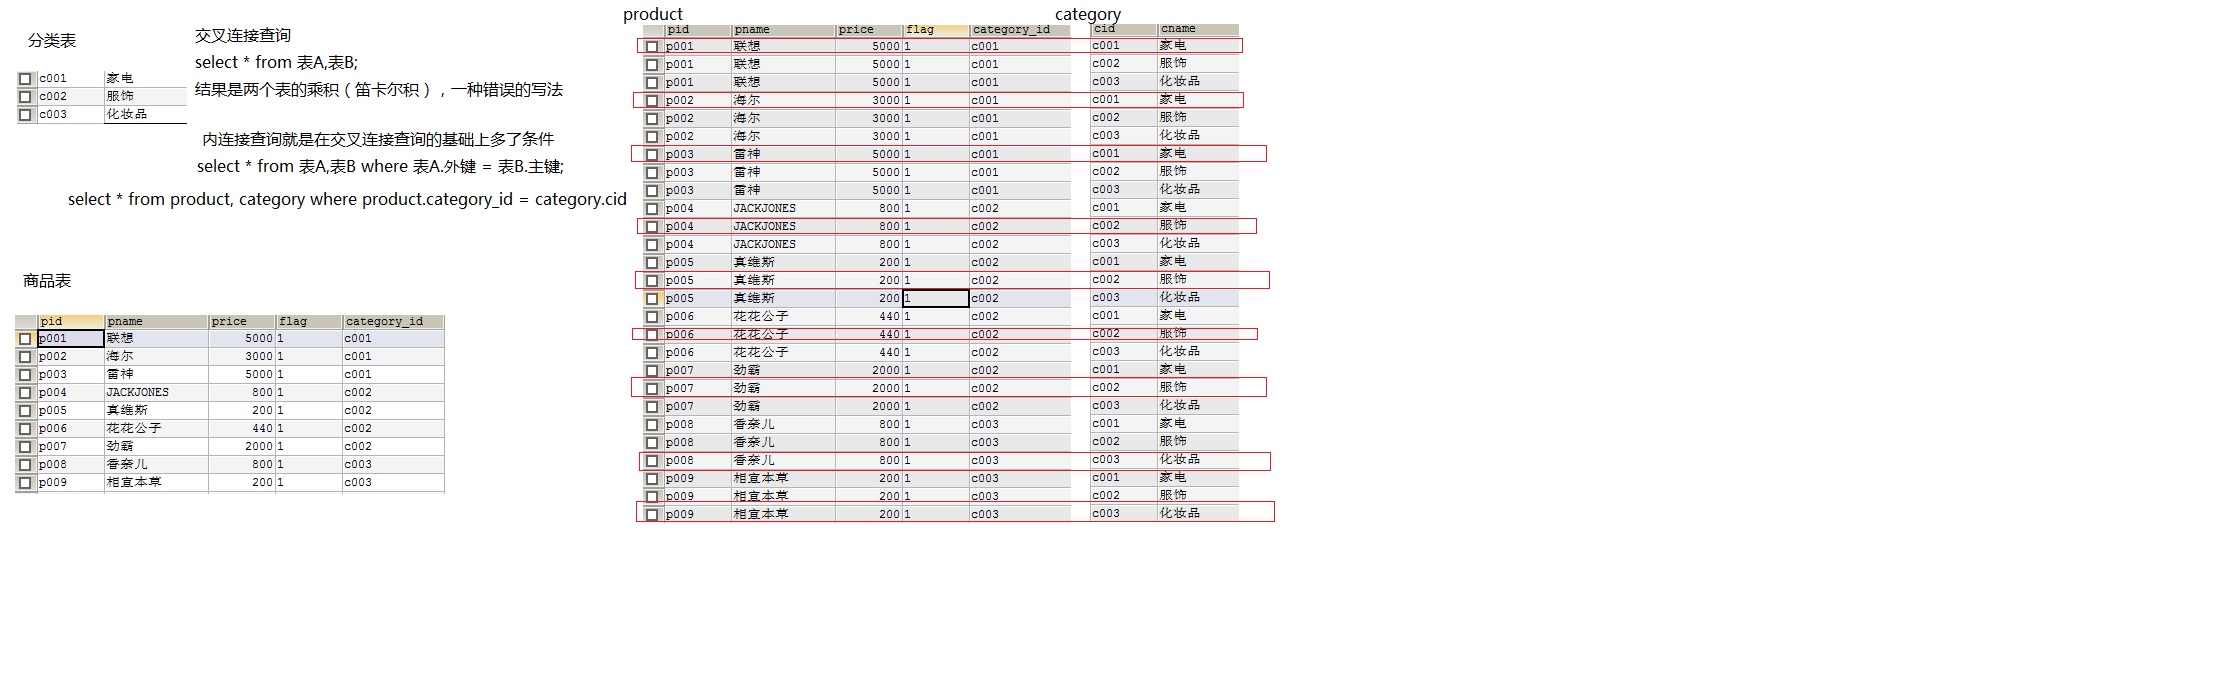 分类表
c001 家电
c002 服饰
c003 化妆品
交叉连接查询
select * from 表A,表B;
结果是两个表的乘积（笛卡尔积），一种错误的写法
内连接查询就是在交叉连接查询的基础上多了条件
select * from 表A,表B where 表A.外键 = 表B.主键;
select * from product, category where product.category_id = category.cid
商品表
pid pname price flag category_id
p001 联想 5000 1 c001
p002 海尔 3000 1 c001
p003 雷神 5000 1 c001
p004 JACKJONES 800 1 c002
p005 真维斯 200 1 c002
p006 花花公子 440 1 c002
p007 劲霸 2000 1 c002
p008 香奈儿 800 1 c003
p009 相宜本草 200 1 c003
product category
pid pname price flag category_id cid cname
p001 联想 5000 1 c001 c001 家电
p001 联想 5000 1 c001 c002 服饰
p001 联想 5000 1 c001 c003 化妆品
p002 海尔 3000 1 c001 c001 家电
p002 海尔 3000 1 c001 c002 服饰
p002 海尔 3000 1 c001 c003 化妆品
p003 雷神 5000 1 c001 c001 家电
p003 雷神 5000 1 c001 c002 服饰
p003 雷神 5000 1 c001 c003 化妆品
p004 JACKJONES 800 1 c002 c001 家电
p004 JACKJONES 800 1 c002 c002 服饰
p004 JACKJONES 800 1 c002 c003 化妆品
p005 真维斯 200 1 c002 c001 家电
p005 真维斯 200 1 c002 c002 服饰
p005 真维斯 200 1 c002 c003 化妆品
p006 花花公子 440 1 c002 c001 家电
p006 花花公子 440 1 c002 c002 服饰
p006 花花公子 440 1 c002 c003 化妆品
p007 劲霸 2000 1 c002 c001 家电
p007 劲霸 2000 1 c002 c002 服饰
p007 劲霸 2000 1 c002 c003 化妆品
p008 香奈儿 800 1 c003 c001 家电
p008 香奈儿 800 1 c003 c002 服饰
p008 香奈儿 800 1 c003 c003 化妆品
p009 相宜本草 200 1 c003 c001 家电
p009 相宜本草 200 1 c003 c002 服饰
p009 相宜本草 200 1 c003 c003 化妆品